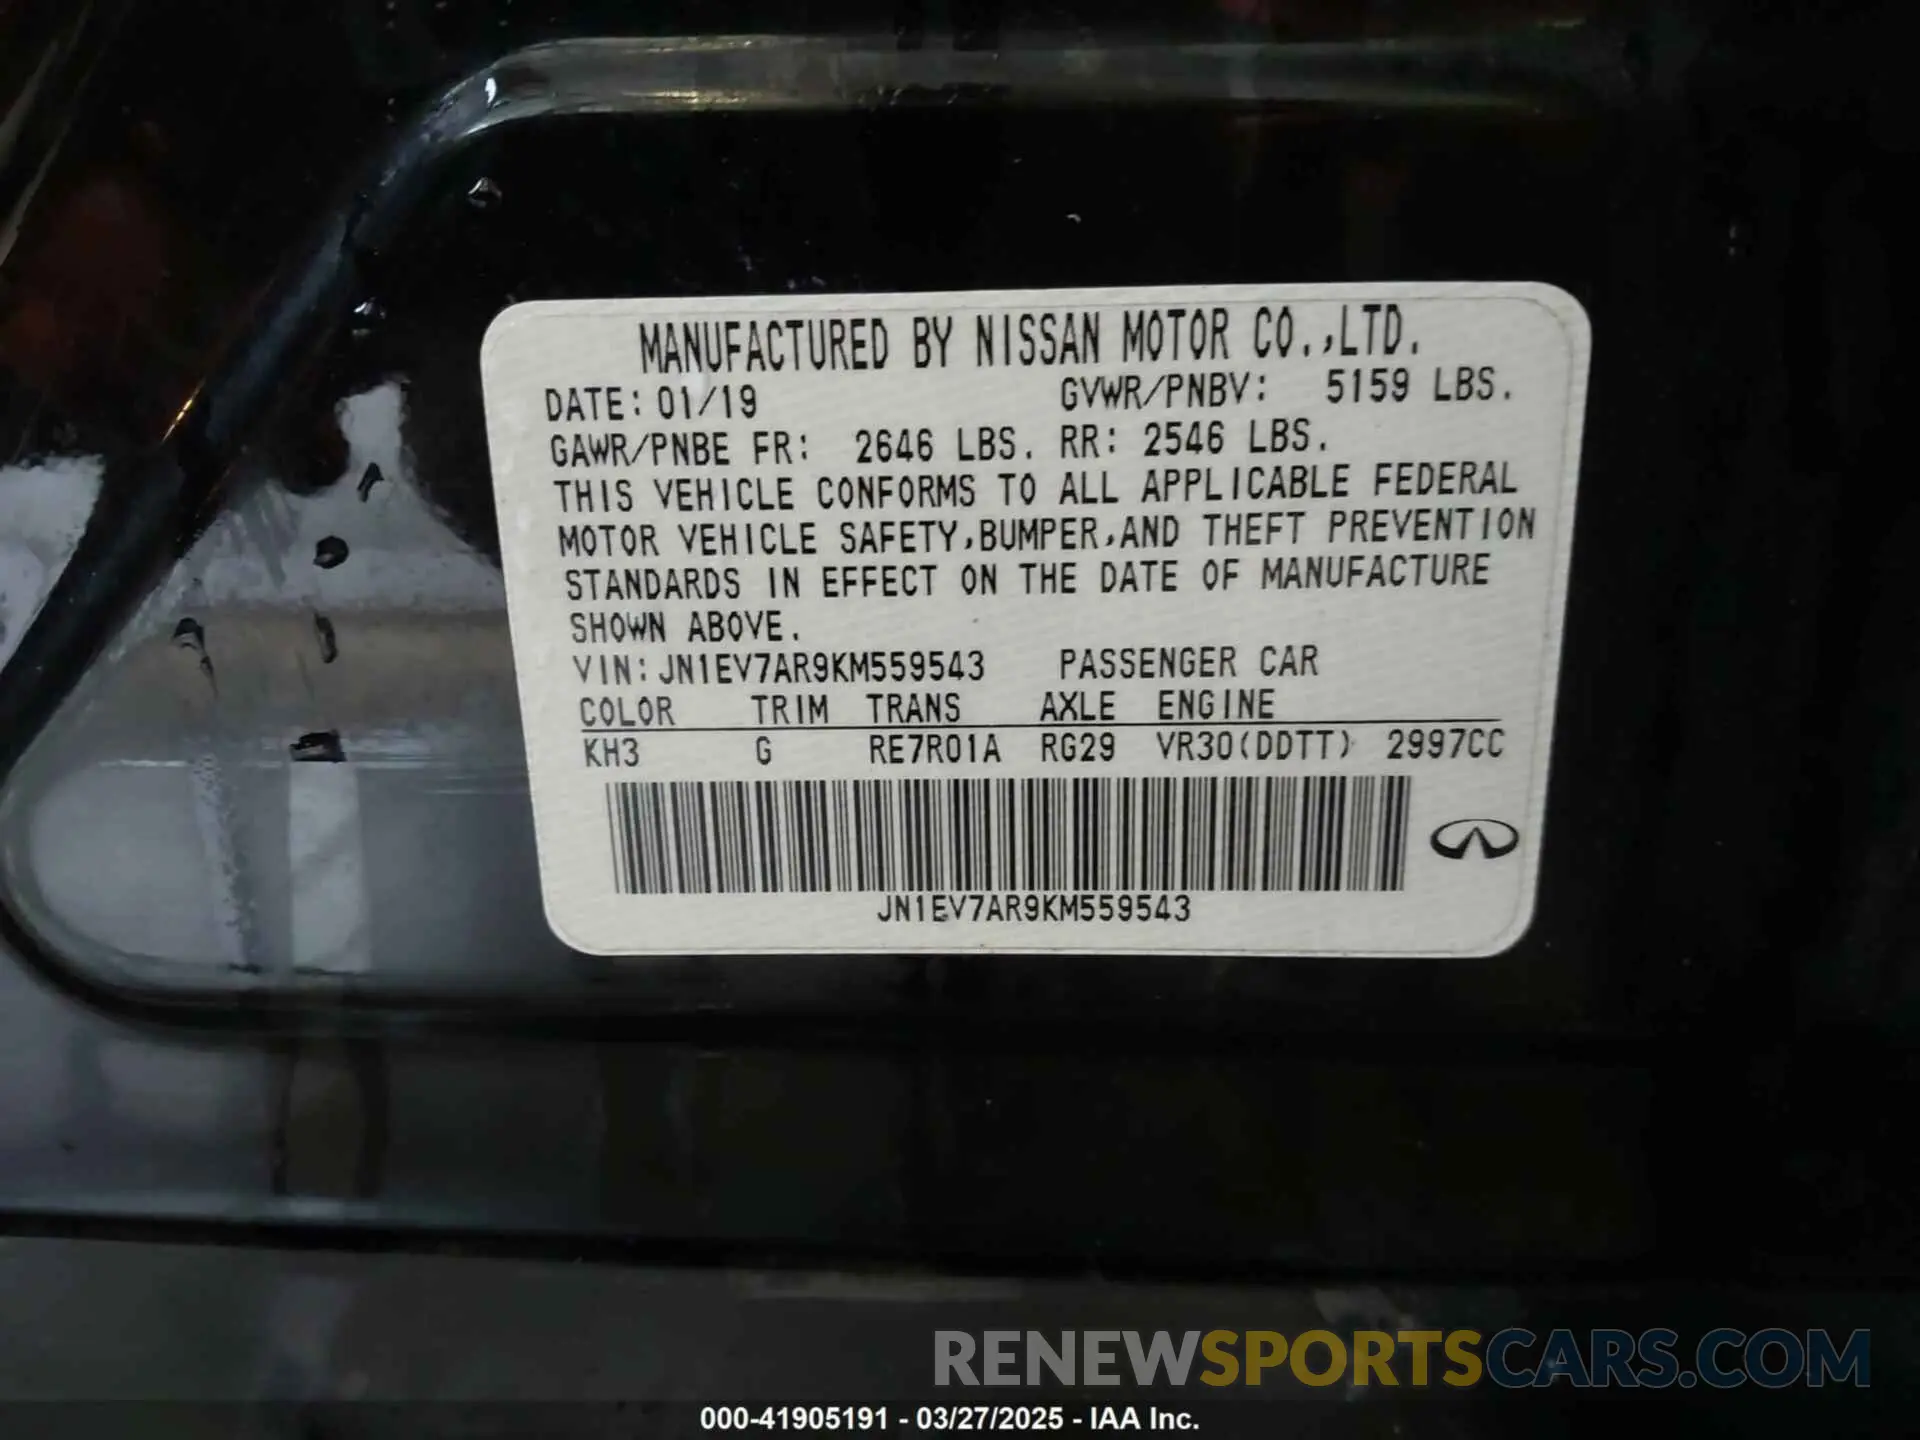 MANUFACTURED BY NISSAN MOTOR CO.,LTD.
DATE: 01/19 GVWR/PNBV: 5159 LBS.
GAWR/PNBE FR: 2646 LBS. RR: 2546 LBS.
THIS VEHICLE CONFORMS TO ALL APPLICABLE FEDERAL
MOTOR VEHICLE SAFETY,BUMPER,AND THEFT PREVENTION
STANDARDS IN EFFECT ON THE DATE OF MANUFACTURE
SHOWN ABOVE.
VIN: JN1EV7AR9KM559543 PASSENGER CAR
COLOR TRIM TRANS AXLE ENGINE
KH3 G RE7R01A RG29 VR30(DDTT) 2997CC
JN1EV7AR9KM559543
RENEWSPORTSCARS.COM
000-41905191 - 03/27/2025 - IAA Inc.